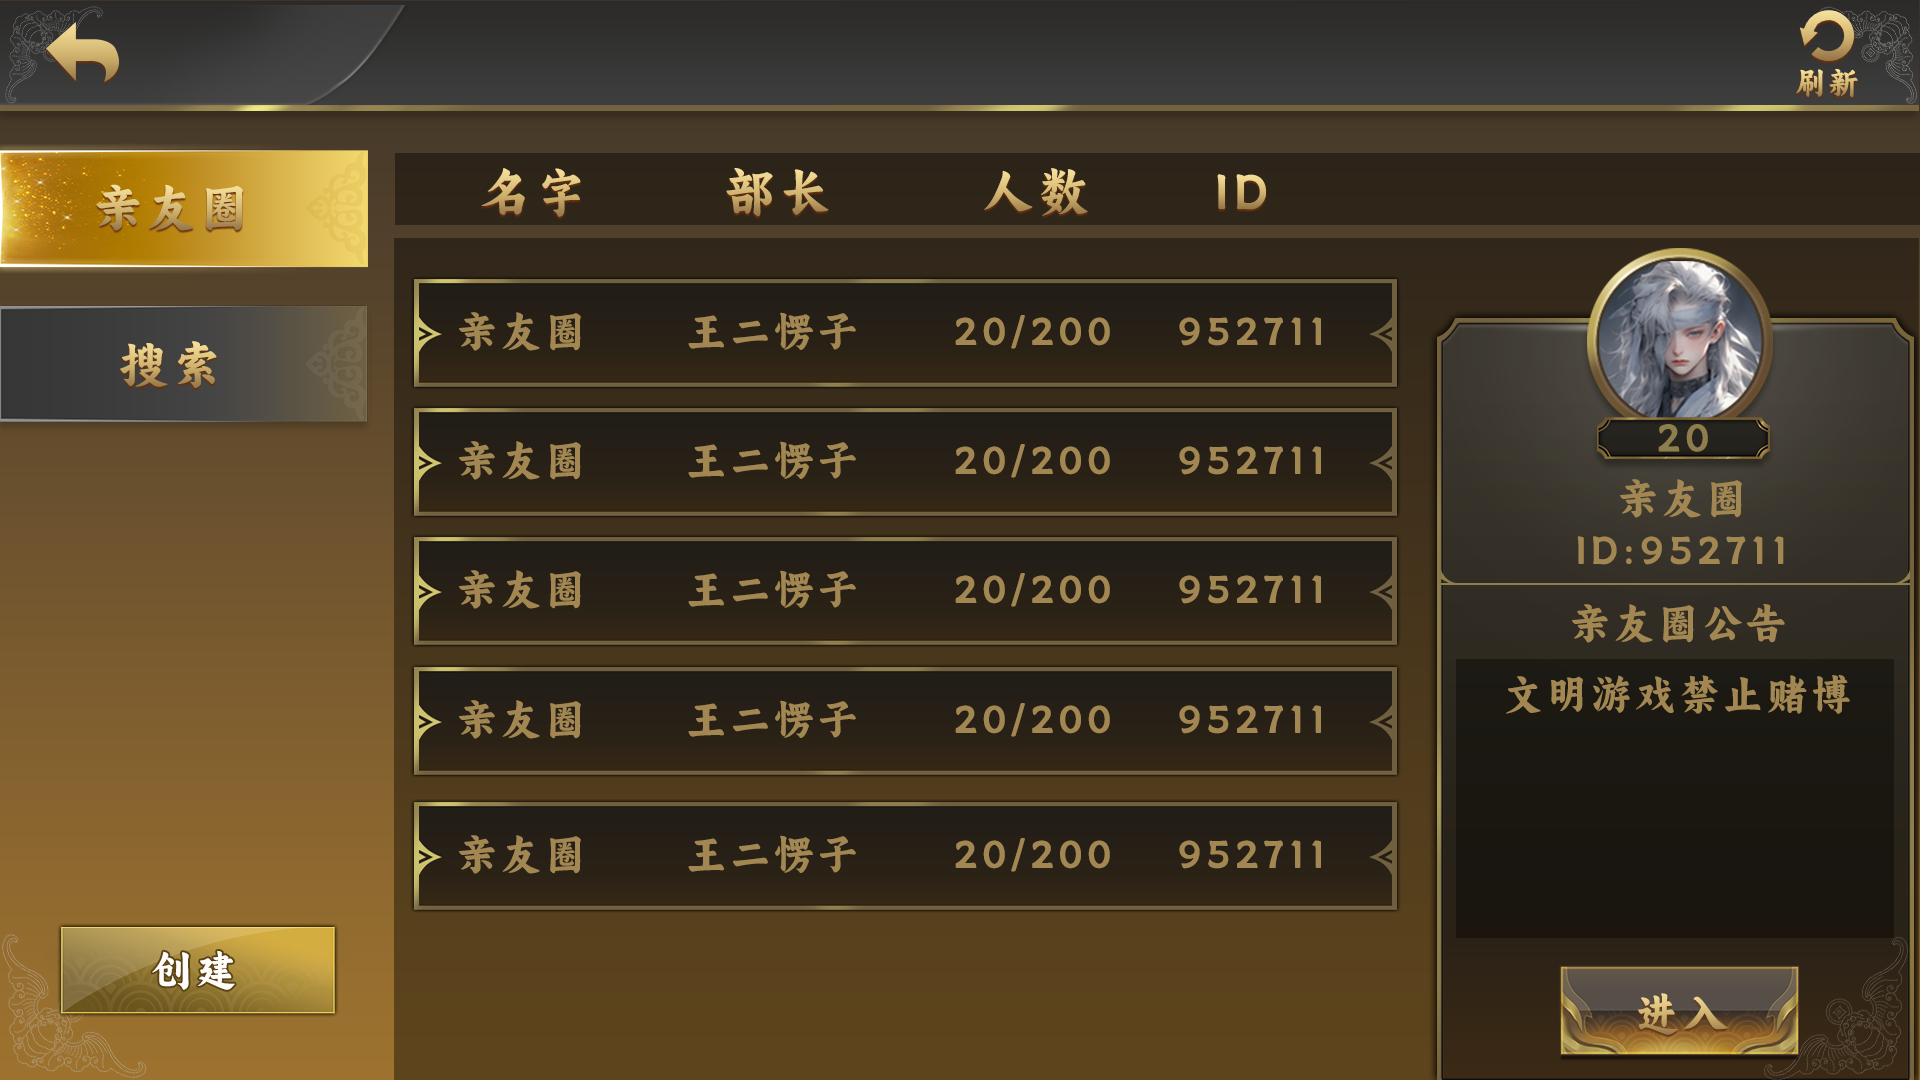 刷新
亲友圈
搜索
创建
名字 部长 人数 ID
亲友圈 王二愣子 20/200 952711
亲友圈 王二愣子 20/200 952711
亲友圈 王二愣子 20/200 952711
亲友圈 王二愣子 20/200 952711
亲友圈 王二愣子 20/200 952711
20
亲友圈
ID:952711
亲友圈公告
文明游戏禁止赌博
进入